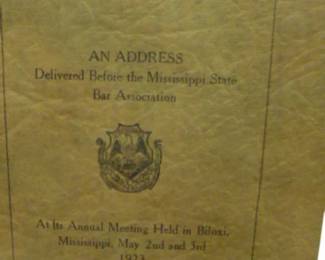 AN ADDRESS
Delivered Before the Mississippi State
Bar Association
At Its Annual Meeting Held in Biloxi,
Mississippi, May 2nd and 3rd
1923